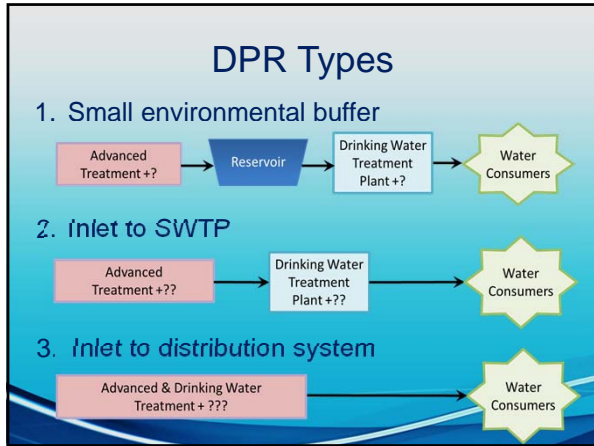 DPR Types
1. Small environmental buffer
Advanced
Treatment +?
Reservoir
Drinking Water
Treatment
Plant +?
Water
Consumers
2. Inlet to SWTP
Advanced
Treatment +??
Drinking Water
Treatment
Plant +??
Water
Consumers
3. Inlet to distribution system
Advanced & Drinking Water
Treatment + ???
Water
Consumers